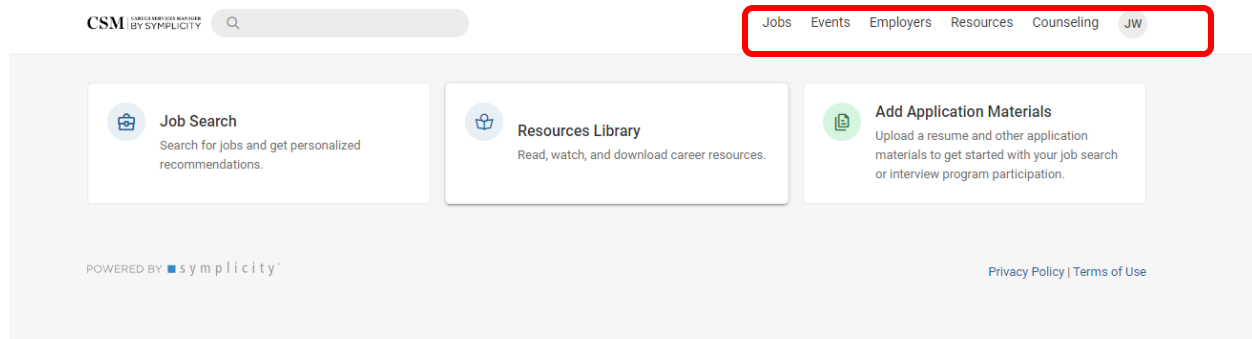 CSM CAREER SERVICES MANAGER
BY SYMPLICITY
Jobs Events Employers Resources Counseling JW
Job Search
Search for jobs and get personalized
recommendations.
Resources Library
Read, watch, and download career resources.
Add Application Materials
Upload a resume and other application
materials to get started with your job search
or interview program participation.
POWERED BY symplicity
Privacy Policy | Terms of Use